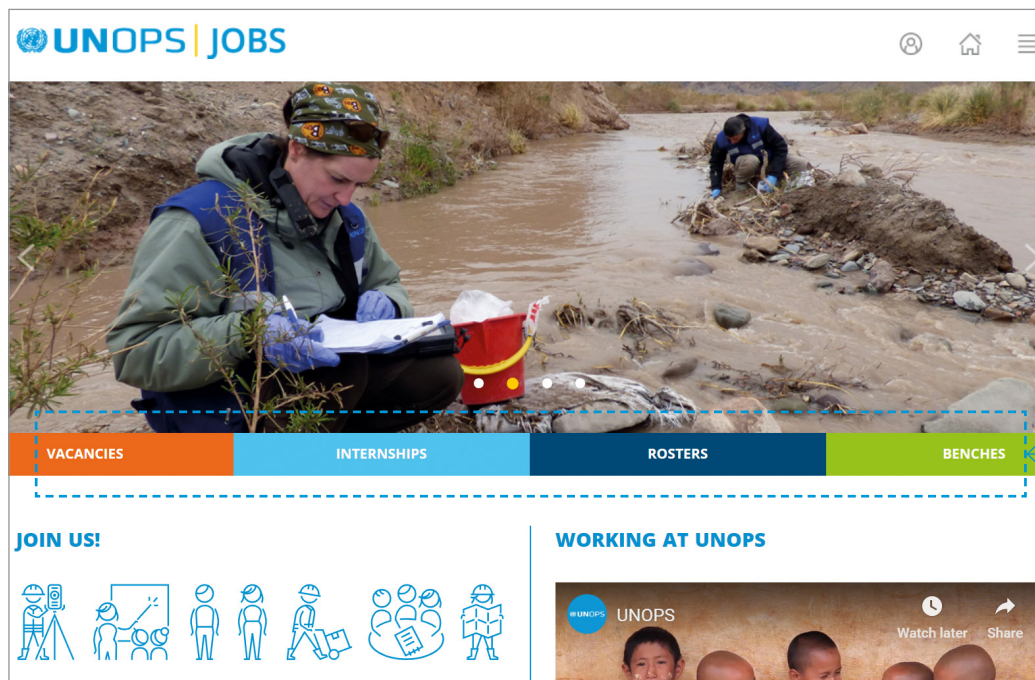 UNOPS JOBS
VACANCIES INTERNSHIPS ROSTERS BENCHES
JOIN US!
WORKING AT UNOPS
UNOPS UNOPS
Watch later Share